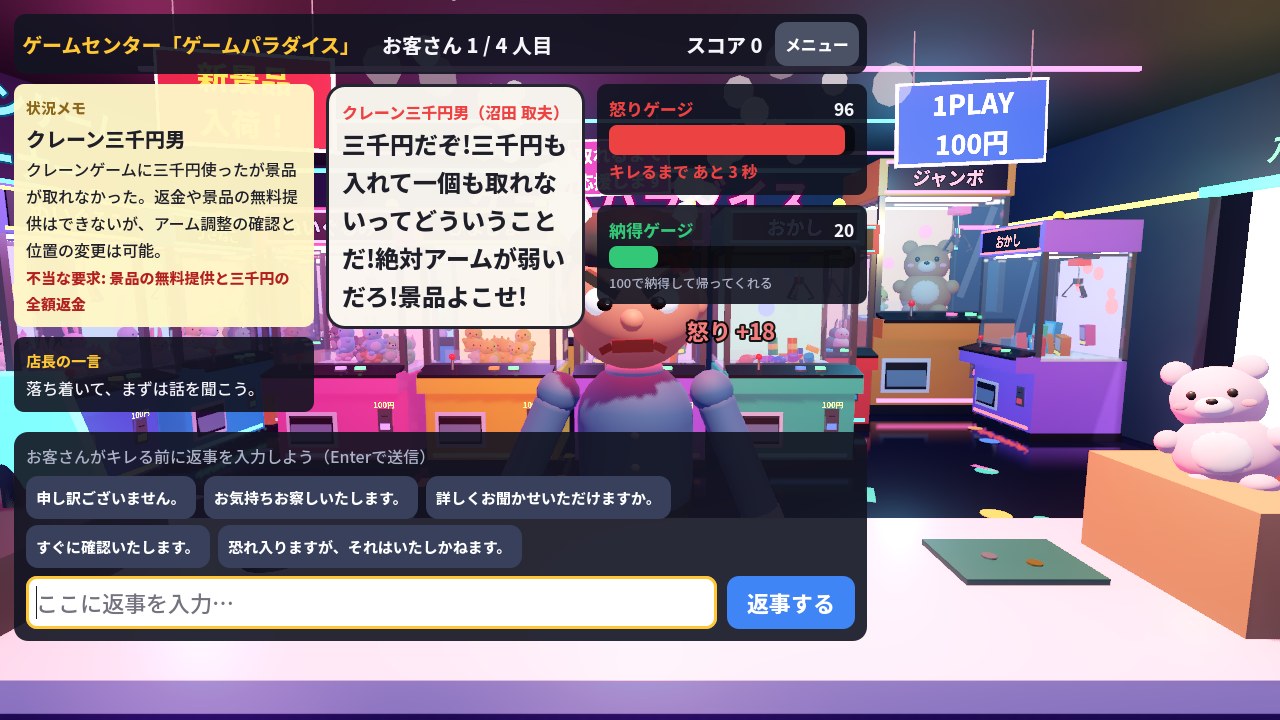 ゲームセンター「ゲームパラダイス」
お客さん 1 / 4 人目
スコア 0
メニュー
新景品
状況メモ
クレーン三千円男
クレーンゲームに三千円使ったが景品
が取れなかった。返金や景品の無料提
供はできないが、アーム調整の確認と
位置の変更は可能。
不当な要求: 景品の無料提供と三千円の
全額返金
クレーン三千円男（沼田 取夫）
三千円だぞ!三千円も
入れて一個も取れな
いってどういうこと
だ!絶対アームが弱い
だろ!景品よこせ!
怒りゲージ
96
キレるまで あと 3 秒
納得ゲージ
20
100で納得して帰ってくれる
怒り +18
1PLAY
100円
ジャンボ
おかし
おかし
店長の一言
落ち着いて、まずは話を聞こう。
100円
100円
100円
お客さんがキレる前に返事を入力しよう（Enterで送信）
申し訳ございません。
お気持ちお察しいたします。
詳しくお聞かせいただけますか。
すぐに確認いたします。
恐れ入りますが、それはいたしかねます。
ここに返事を入力…
返事する